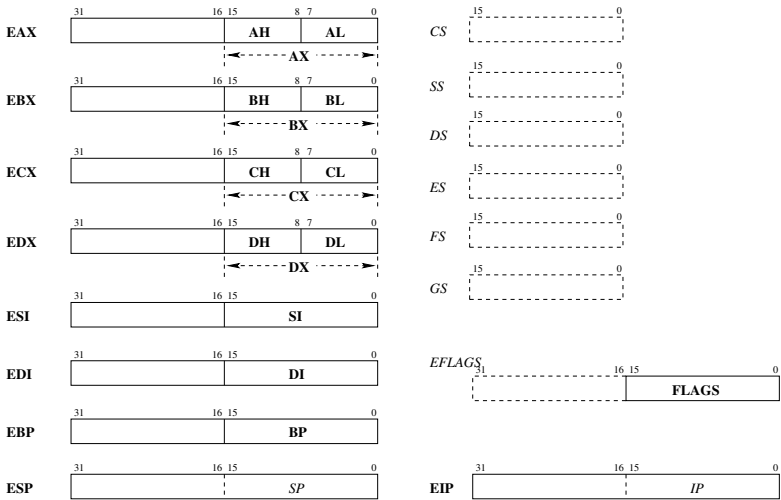 31 16 15 8 7 0
EAX AH AL
AX
31 16 15 8 7 0
EBX BH BL
BX
31 16 15 8 7 0
ECX CH CL
CX
31 16 15 8 7 0
EDX DH DL
DX
31 16 15 0
ESI SI
31 16 15 0
EDI DI
31 16 15 0
EBP BP
31 16 15 0
ESP SP
15 0
CS
15 0
SS
15 0
DS
15 0
ES
15 0
FS
15 0
GS
EFLAGS
31 16 15 0
FLAGS
31 16 15 0
EIP IP